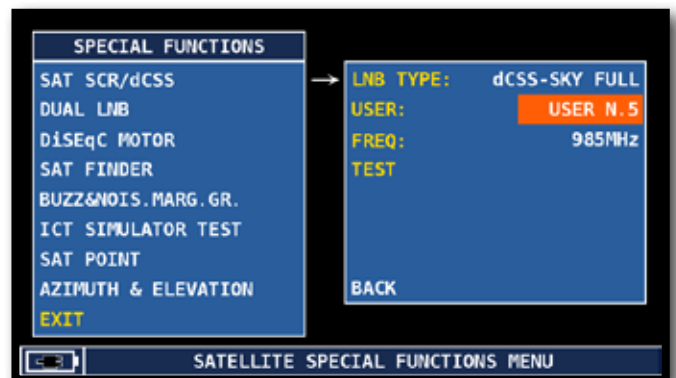 SPECIAL FUNCTIONS
SAT SCR/dCSS
DUAL LNB
DiSEqC MOTOR
SAT FINDER
BUZZ&NOIS.MARG.GR.
ICT SIMULATOR TEST
SAT POINT
AZIMUTH & ELEVATION
EXIT
LNB TYPE: dCSS-SKY FULL
USER: USER N.5
FREQ: 985MHz
TEST
BACK
SATELLITE SPECIAL FUNCTIONS MENU